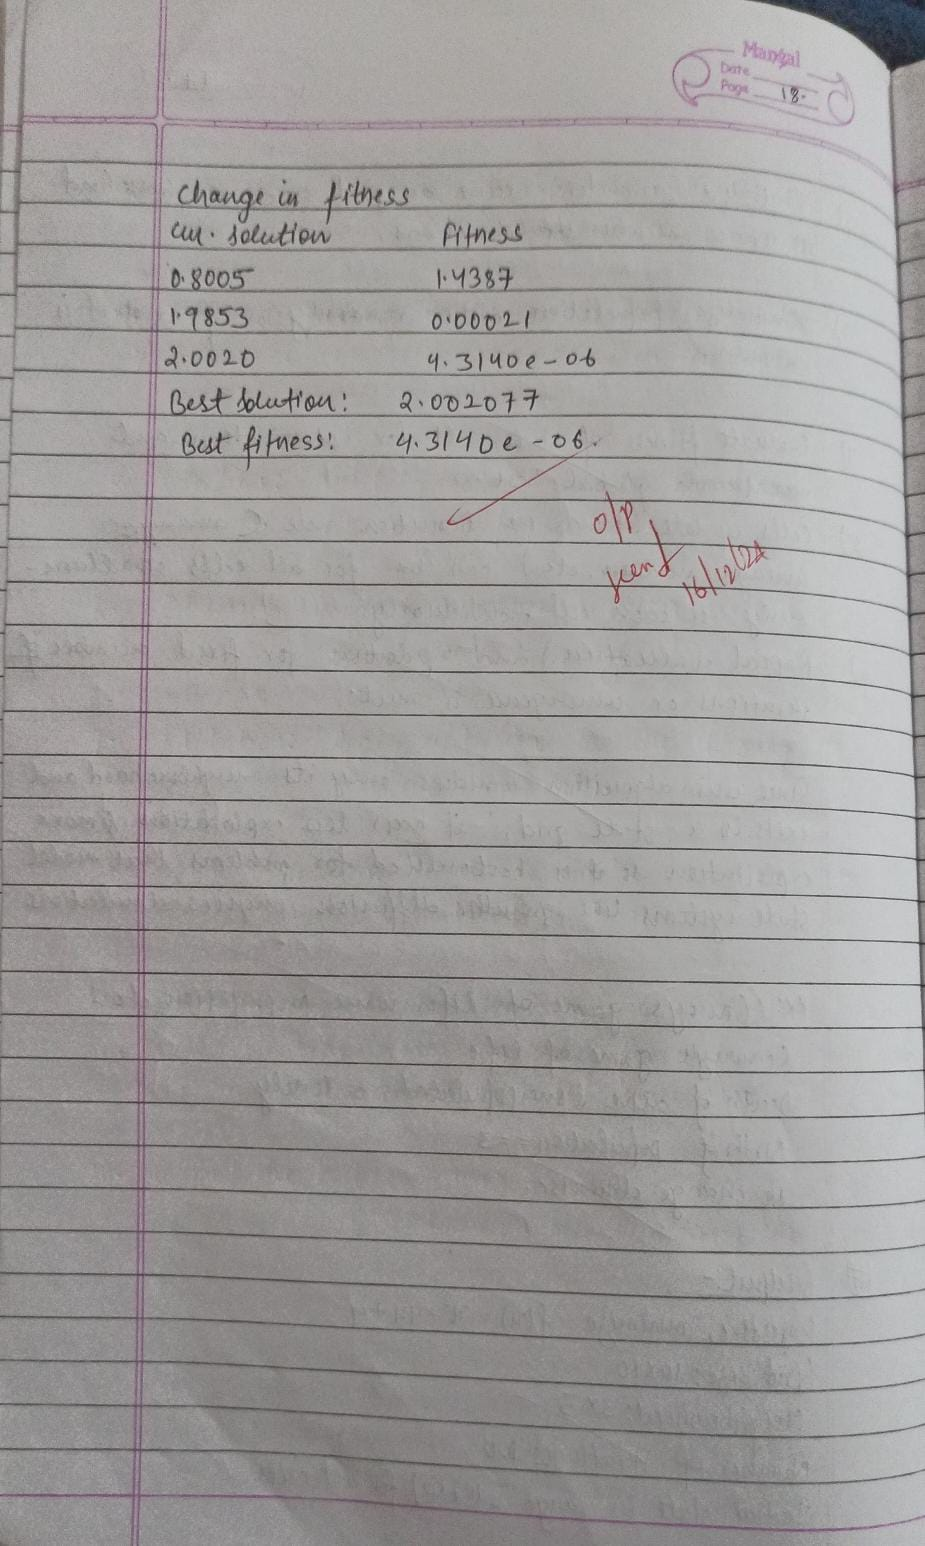 Mangal
Date
Page 18.
Change in fitness
cur. solution Fitness
0.8005 1.4387
1.9853 0.00021
2.0020 4.3140e-06
Best solution: 2.002077
Best fitness: 4.3140e-06.
O/P
16/12/24